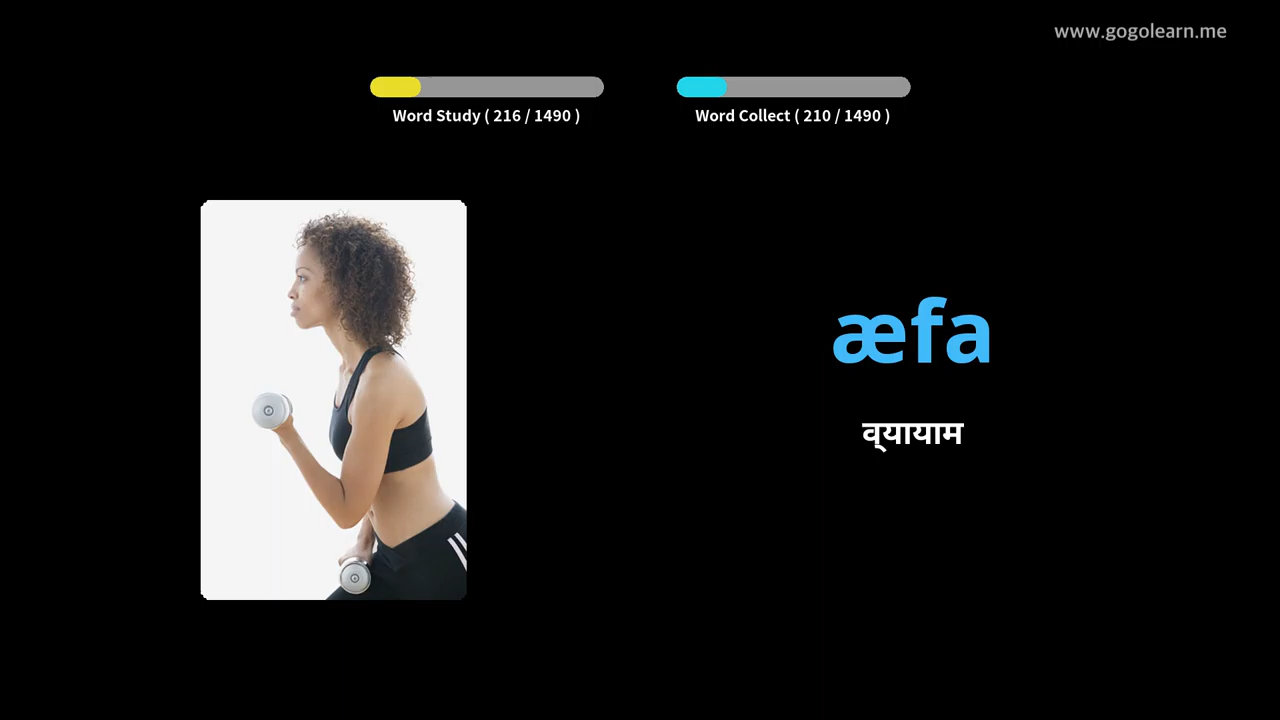 www.gogolearn.me
Word Study ( 216 / 1490 )
Word Collect ( 210 / 1490 )
æfa
व्यायाम